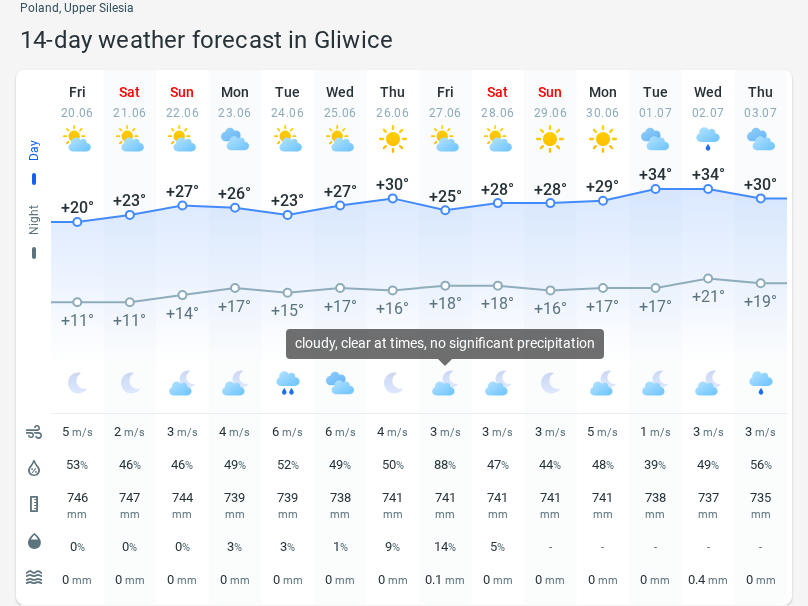 Poland, Upper Silesia
14-day weather forecast in Gliwice
Fri Sat Sun Mon Tue Wed Thu Fri Sat Sun Mon Tue Wed Thu
20.06 21.06 22.06 23.06 24.06 25.06 26.06 27.06 28.06 29.06 30.06 01.07 02.07 03.07
Day
+20° +23° +27° +26° +23° +27° +30° +25° +28° +28° +29° +34° +34° +30°
Night
+11° +11° +14° +17° +15° +17° +16° +18° +18° +16° +17° +17° +21° +19°
cloudy, clear at times, no significant precipitation
5 m/s 2 m/s 3 m/s 4 m/s 6 m/s 6 m/s 4 m/s 3 m/s 3 m/s 3 m/s 5 m/s 1 m/s 3 m/s 3 m/s
53% 46% 46% 49% 52% 49% 50% 88% 47% 44% 48% 39% 49% 56%
746 747 744 739 739 738 741 741 741 741 741 738 737 735
mm mm mm mm mm mm mm mm mm mm mm mm mm mm
0% 0% 0% 3% 3% 1% 9% 14% 5% - - - - -
0 mm 0 mm 0 mm 0 mm 0 mm 0 mm 0 mm 0.1 mm 0 mm 0 mm 0 mm 0 mm 0.4 mm 0 mm